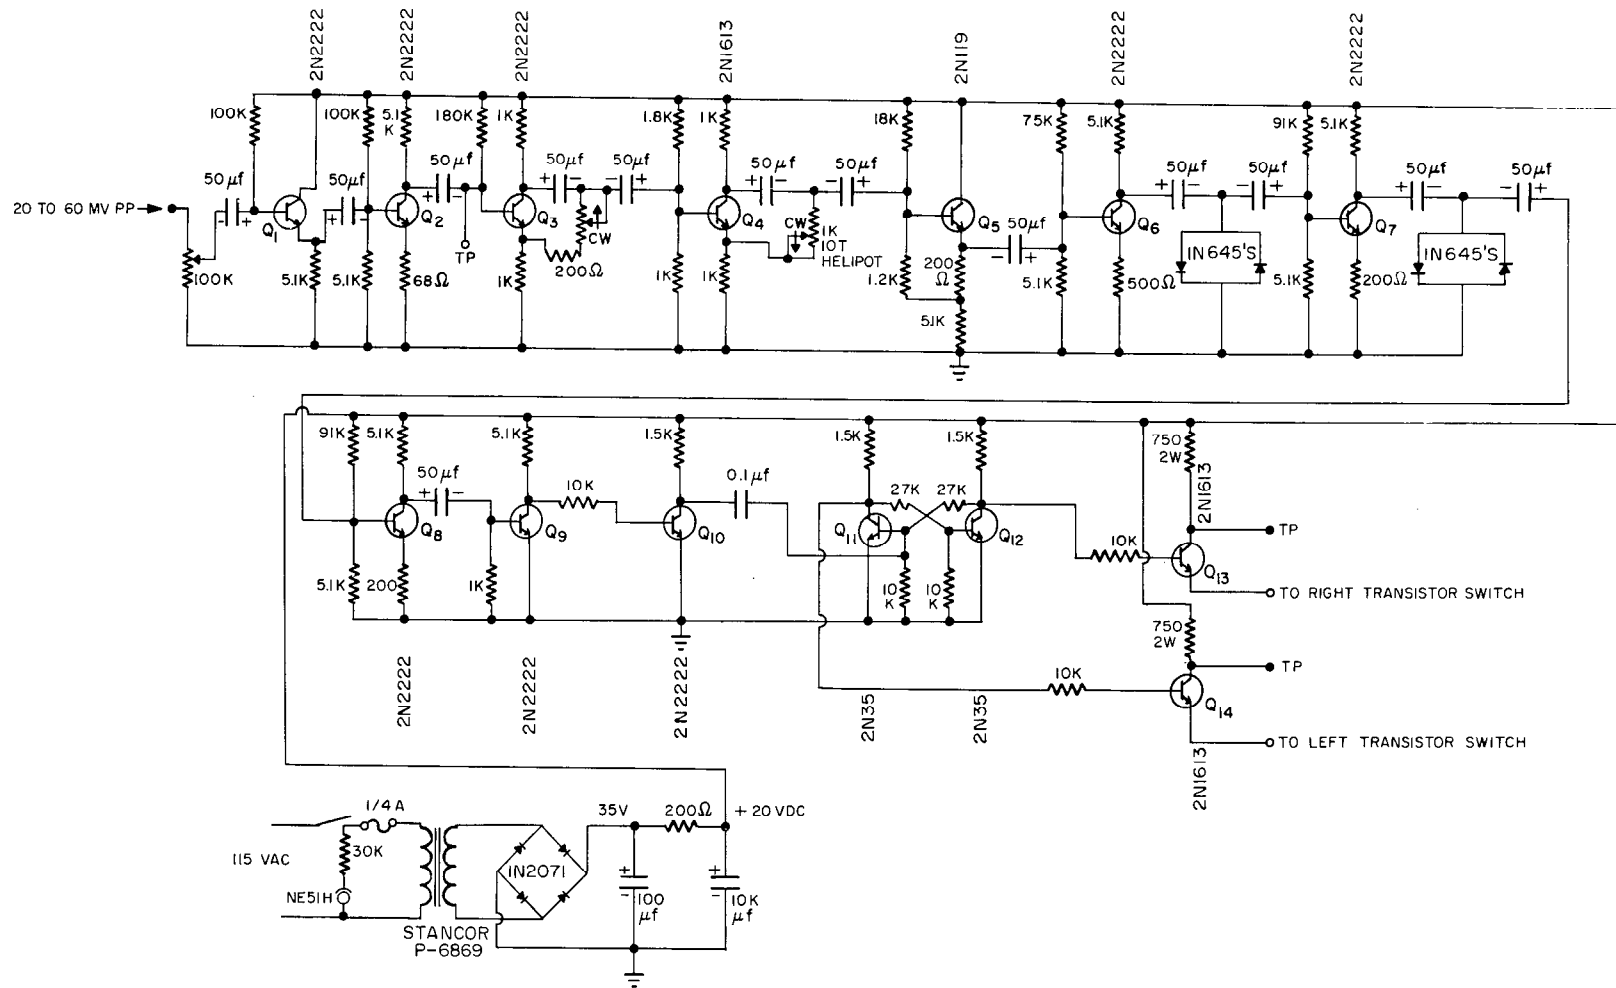 2N2222
2N2222
2N2222
2N1613
2N119
2N2222
2N2222
100K
100K
5.1
K
180K
1K
1.8K
1K
18K
75K
5.1K
91K
5.1K
50μf
50μf
50μf
50μf
50μf
50μf
50μf
50μf
50μf
50μf
50μf
50μf
20 TO 60 MV PP
Q1
Q2
Q3
Q4
Q5
Q6
Q7
TP
CW
CW
1K
10T
HELIPOT
IN645'S
IN645'S
100K
5.1K
5.1K
68Ω
1K
200Ω
1K
1K
1.2K
200
Ω
5.1K
5.1K
500Ω
5.1K
200Ω
91K
5.1K
5.1K
1.5K
1.5K
1.5K
750
2W
2N1613
50μf
10K
0.1μf
27K
27K
TP
Q8
Q9
Q10
Q11
Q12
10K
Q13
5.1K
200
1K
10
K
10
K
TO RIGHT TRANSISTOR SWITCH
750
2W
TP
10K
Q14
2N2222
2N2222
2N2222
2N35
2N35
TO LEFT TRANSISTOR SWITCH
2N1613
1/4A
35V
200Ω
+ 20 VDC
115 VAC
30K
1N2071
NE51H
100
μf
10K
μf
STANCOR
P-6869